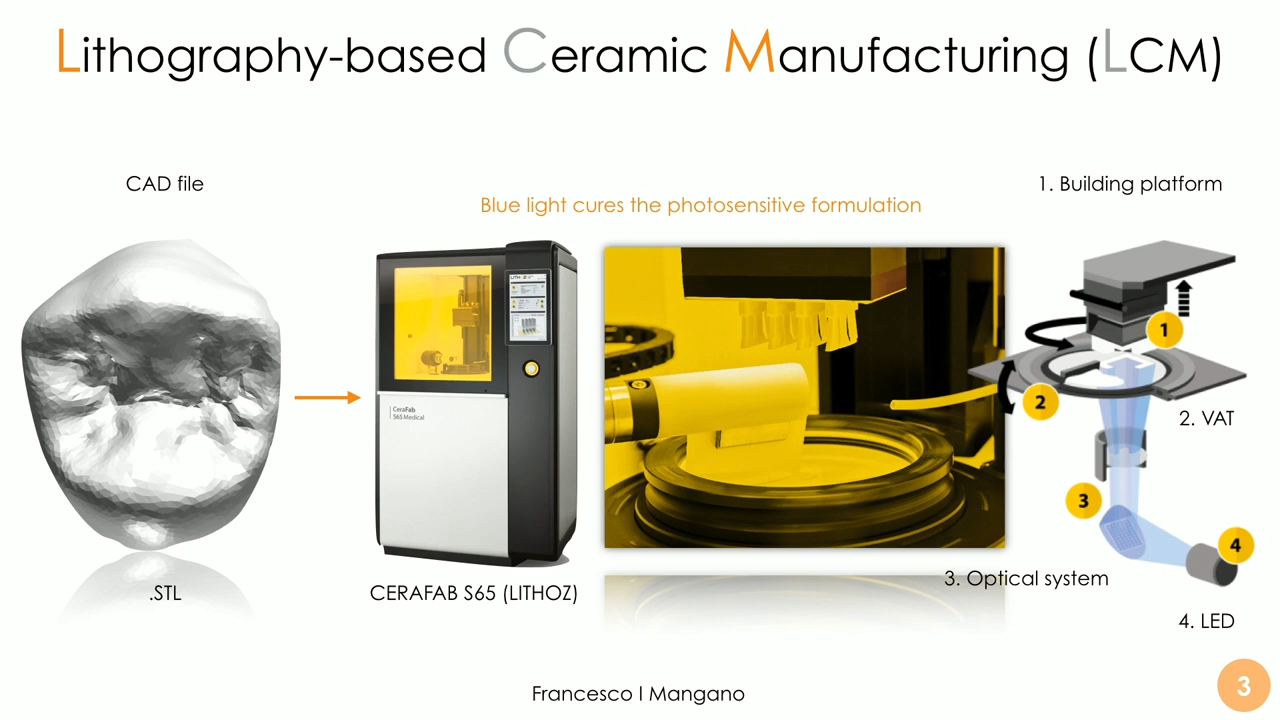 Lithography-based Ceramic Manufacturing (LCM)
CAD file
1. Building platform
Blue light cures the photosensitive formulation
CeraFab
S65 Medical
1
2
2. VAT
3
4
3. Optical system
.STL
CERAFAB S65 (LITHOZ)
4. LED
Francesco I Mangano
3